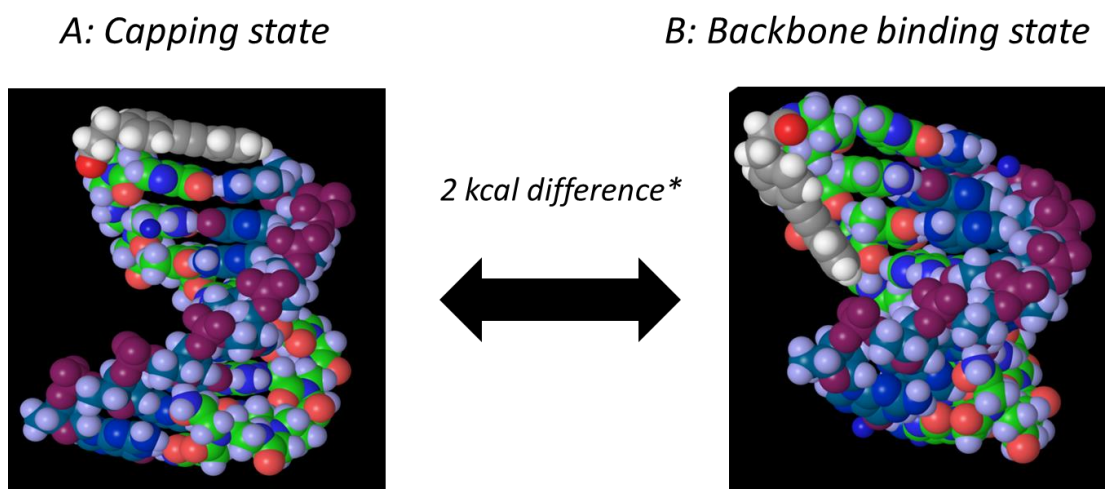 A: Capping state
B: Backbone binding state
2 kcal difference*